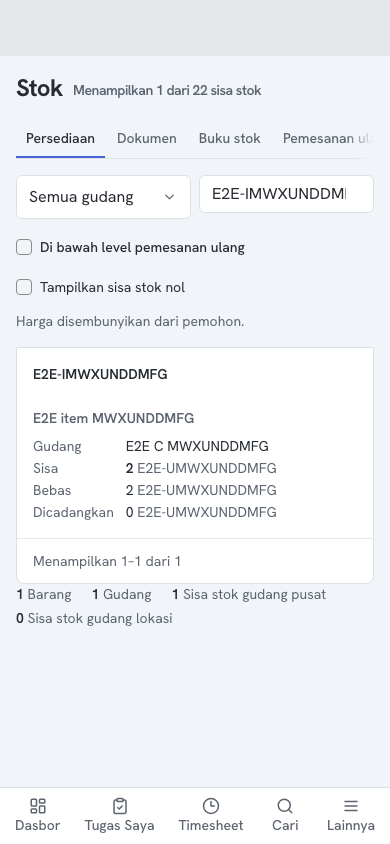 Stok Menampilkan 1 dari 22 sisa stok
Persediaan Dokumen Buku stok Pemesanan
Semua gudang E2E-IMWXUNDDM
Di bawah level pemesanan ulang
Tampilkan sisa stok nol
Harga disembunyikan dari pemohon.
E2E-IMWXUNDDMFG
E2E item MWXUNDDMFG
Gudang E2E C MWXUNDDMFG
Sisa 2 E2E-UMWXUNDDMFG
Bebas 2 E2E-UMWXUNDDMFG
Dicadangkan 0 E2E-UMWXUNDDMFG
Menampilkan 1–1 dari 1
1 Barang 1 Gudang 1 Sisa stok gudang pusat
0 Sisa stok gudang lokasi
Dasbor Tugas Saya Timesheet Cari Lainnya